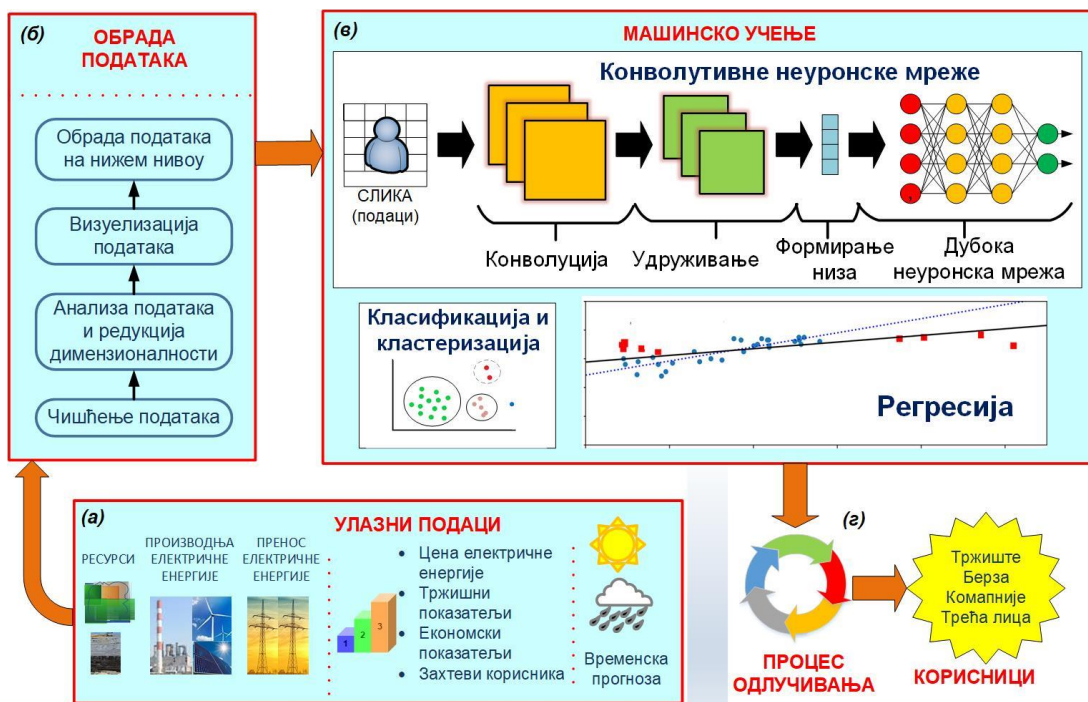 (б)
ОБРАДА
ПОДАТАКА
Обрада података
на нижем нивоу
Визуелизација
података
Анализа података
и редукција
димензионалности
Чишћење података
(в)
МАШИНСКО УЧЕЊЕ
Конволутивне неуронске мреже
СЛИКА
(подаци)
Конволуција
Удруживање
Формирање
низа
Дубока
неуронска мрежа
Класификација и
кластеризација
Регресија
(а)
УЛАЗНИ ПОДАЦИ
РЕСУРСИ
ПРОИЗВОДЊА
ЕЛЕКТРИЧНЕ
ЕНЕРГИЈЕ
ПРЕНОС
ЕЛЕКТРИЧНЕ
ЕНЕРГИЈЕ
1
2
3
• Цена електричне
енергије
• Тржишни
показатељи
• Економски
показатељи
• Захтеви корисника
Временска
прогноза
(г)
ПРОЦЕС
ОДЛУЧИВАЊА
Тржиште
Берза
Комапније
Трећа лица
КОРИСНИЦИ